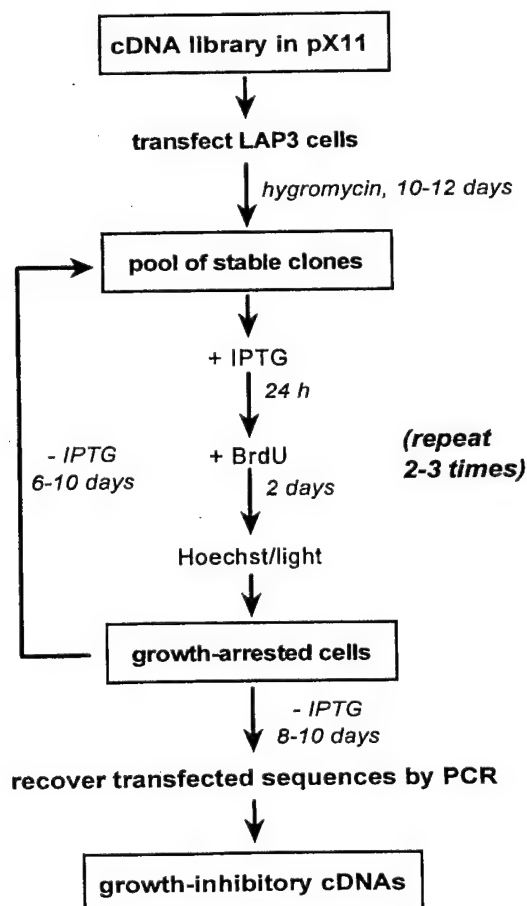 cDNA library in pX11
transfect LAP3 cells
hygromycin, 10-12 days
pool of stable clones
+ IPTG
24 h
- IPTG
6-10 days
+ BrdU
2 days
(repeat
2-3 times)
Hoechst/light
growth-arrested cells
- IPTG
8-10 days
recover transfected sequences by PCR
growth-inhibitory cDNAs